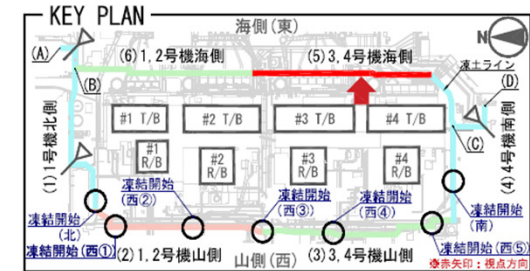 KEY PLAN
海側(東)
N
(A)
(6)1,2号機海側
(5)3,4号機海側
凍土ライン
(B)
(D)
#1 T/B
#2 T/B
#3 T/B
#4 T/B
(C)
(1)1号機北側
(4)4号機南側
#1
R/B
#2
R/B
#3
R/B
#4
R/B
凍結開始
(西②)
凍結開始
(西③)
凍結開始
(西④)
凍結開始
(北)
凍結開始
(南)
凍結開始(西①)
(2)1,2号機山側
(3)3,4号機山側
凍結開始(西⑤)
山側(西)
※赤矢印:視点方向